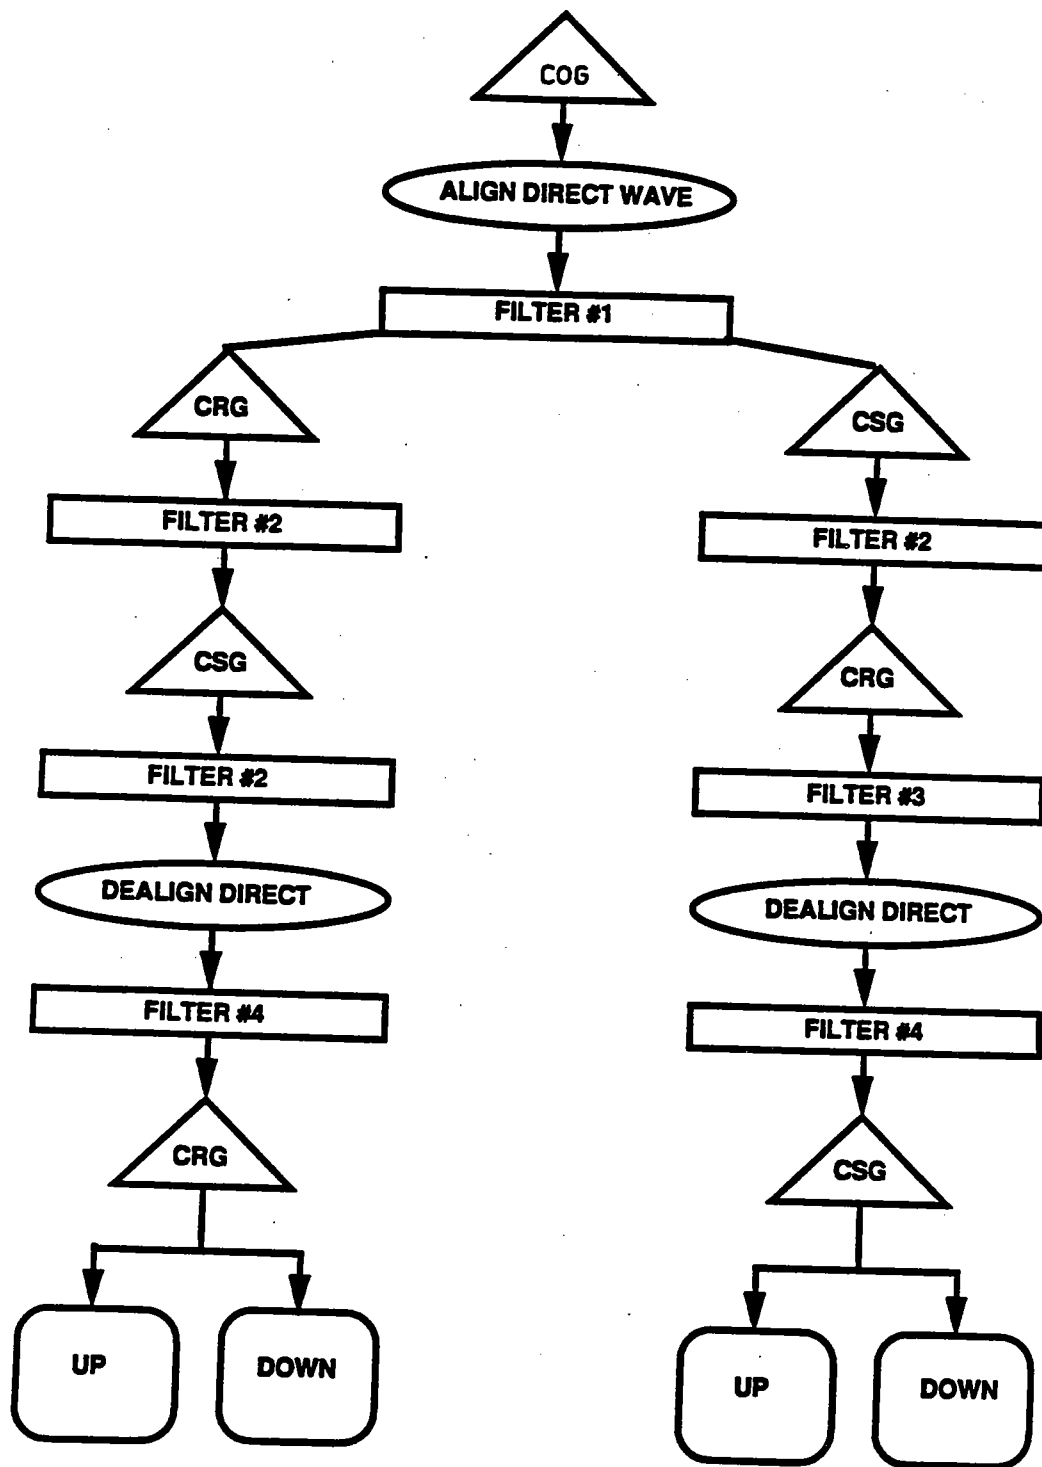 COG
ALIGN DIRECT WAVE
FILTER #1
CRG
CSG
FILTER #2
FILTER #2
CSG
CRG
FILTER #2
FILTER #3
DEALIGN DIRECT
DEALIGN DIRECT
FILTER #4
FILTER #4
CRG
CSG
UP
DOWN
UP
DOWN